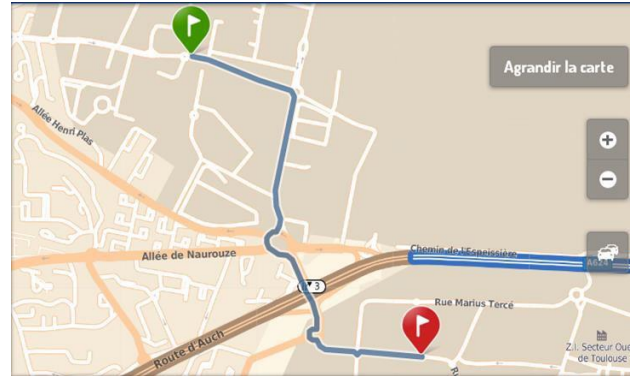 Agrandir la carte
Allée Henri Plas
+
−
Chemin de l'Espeissière
Allée de Naurouze
3
Rue Marius Tercé
Route d'Auch
Z.I. Secteur Oue
de Toulouse